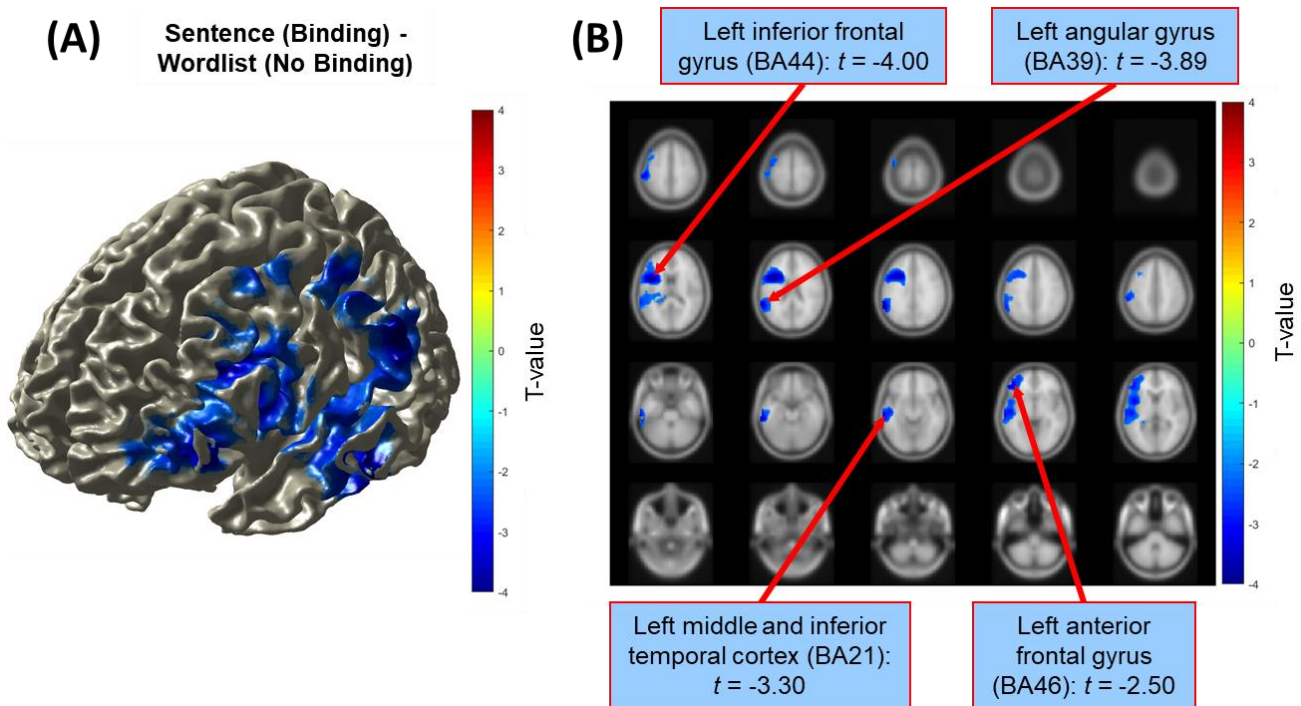 (A)
Sentence (Binding) -
Wordlist (No Binding)
4
3
2
1
0
-1
-2
-3
-4
T-value
(B)
Left inferior frontal
gyrus (BA44): t = -4.00
Left angular gyrus
(BA39): t = -3.89
4
3
2
1
0
-1
-2
-3
-4
T-value
Left middle and inferior
temporal cortex (BA21):
t = -3.30
Left anterior
frontal gyrus
(BA46): t = -2.50